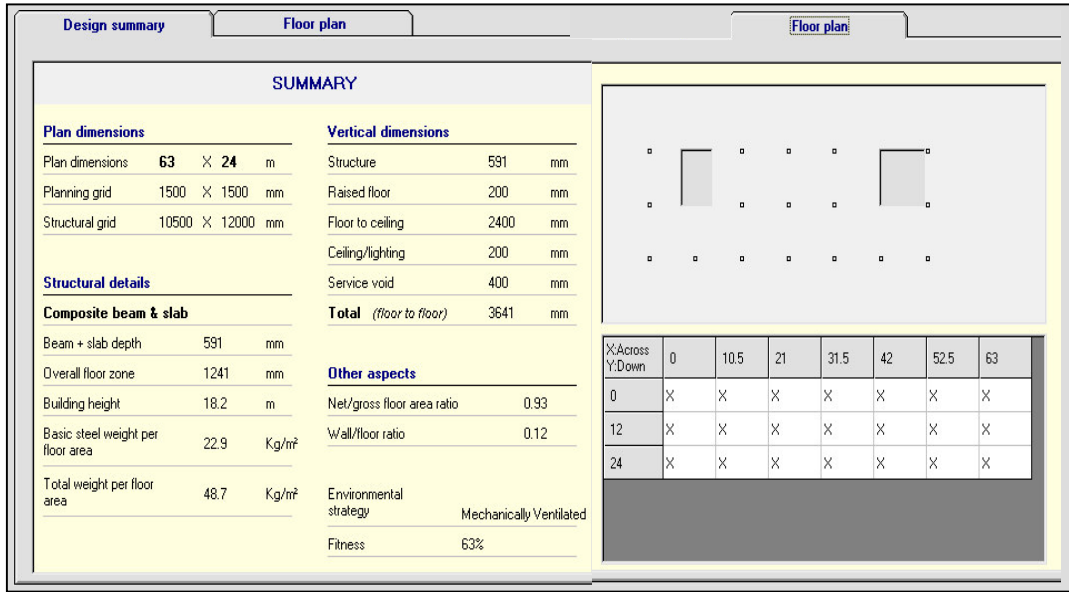 Design summary
Floor plan
Floor plan
SUMMARY
Plan dimensions
Plan dimensions 63 X 24 m
Planning grid 1500 X 1500 mm
Structural grid 10500 X 12000 mm
Structural details
Composite beam & slab
Beam + slab depth 591 mm
Overall floor zone 1241 mm
Building height 18.2 m
Basic steel weight per
floor area 22.9 Kg/m²
Total weight per floor
area 48.7 Kg/m²
Vertical dimensions
Structure 591 mm
Raised floor 200 mm
Floor to ceiling 2400 mm
Ceiling/lighting 200 mm
Service void 400 mm
Total (floor to floor) 3641 mm
Other aspects
Net/gross floor area ratio 0.93
Wall/floor ratio 0.12
Environmental
strategy Mechanically Ventilated
Fitness 63%
X:Across
Y:Down 0 10.5 21 31.5 42 52.5 63
0 X X X X X X X
12 X X X X X X X
24 X X X X X X X